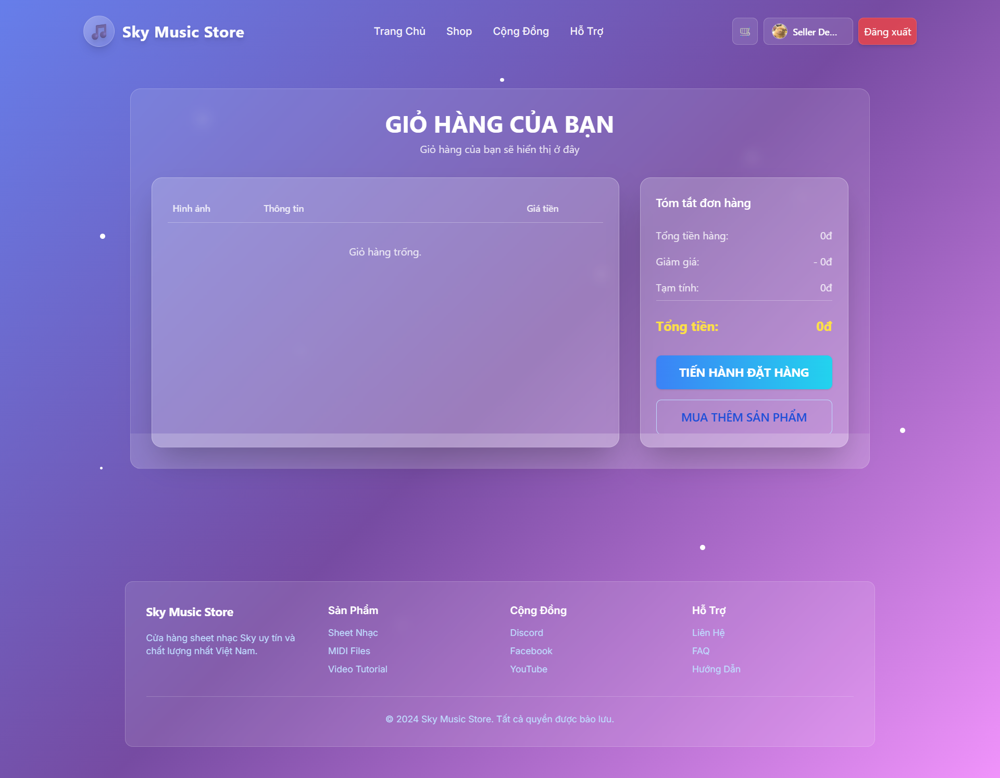 Sky Music Store
Trang Chủ
Shop
Cộng Đồng
Hỗ Trợ
Seller De...
Đăng xuất
GIỎ HÀNG CỦA BẠN
Giỏ hàng của bạn sẽ hiển thị ở đây
Hình ảnh
Thông tin
Giá tiền
Giỏ hàng trống.
Tóm tắt đơn hàng
Tổng tiền hàng:
0đ
Giảm giá:
- 0đ
Tạm tính:
0đ
Tổng tiền:
0đ
TIẾN HÀNH ĐẶT HÀNG
MUA THÊM SẢN PHẨM
Sky Music Store
Cửa hàng sheet nhạc Sky uy tín và
chất lượng nhất Việt Nam.
Sản Phẩm
Sheet Nhạc
MIDI Files
Video Tutorial
Cộng Đồng
Discord
Facebook
YouTube
Hỗ Trợ
Liên Hệ
FAQ
Hướng Dẫn
© 2024 Sky Music Store. Tất cả quyền được bảo lưu.